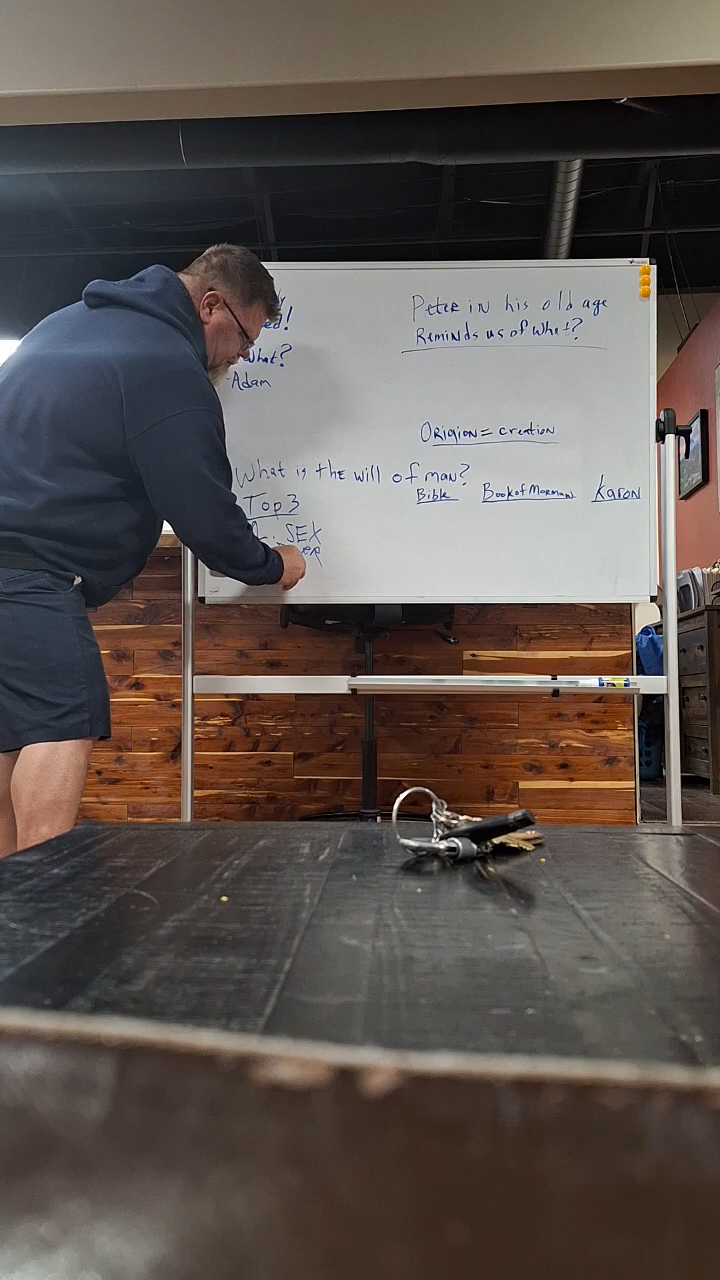 ed!
what?
Adam
Peter in his old age
Reminds us of what?
Origion = creation
What is the will of man?
Bible Book of Morman Karon
Top 3
SEX